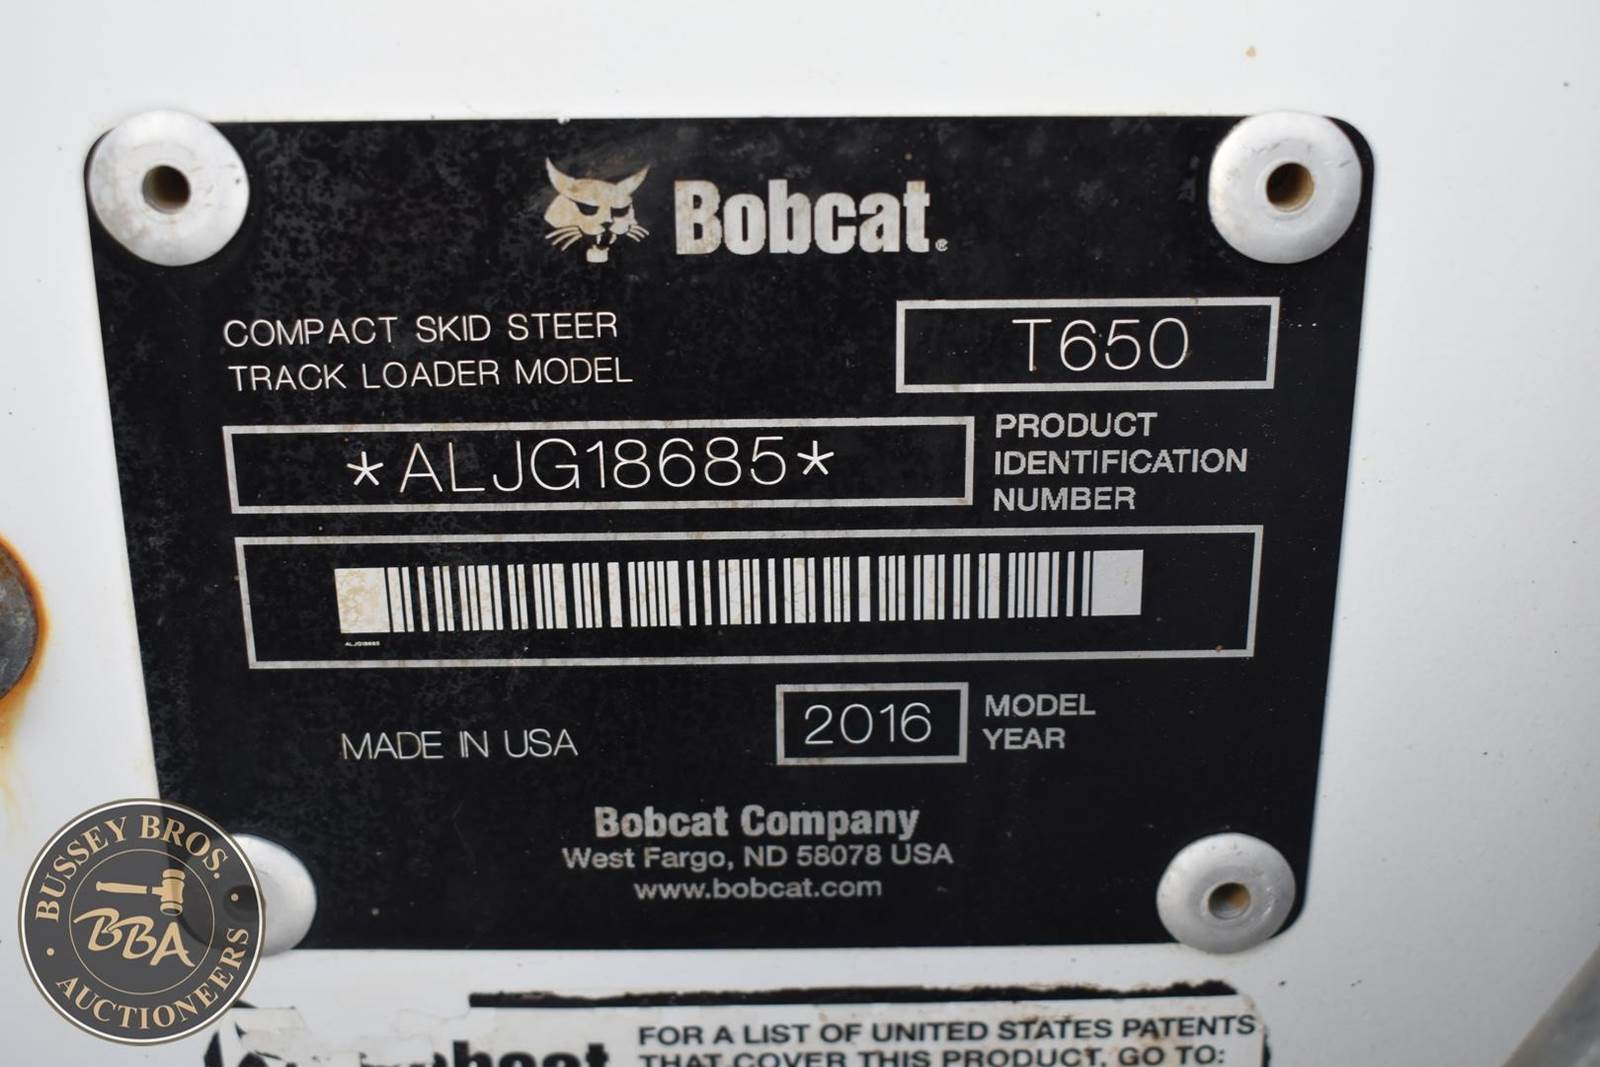 Bobcat®
COMPACT SKID STEER
TRACK LOADER MODEL
T650
*ALJG18685*
PRODUCT
IDENTIFICATION
NUMBER
ALJG18685
MADE IN USA
2016
MODEL
YEAR
Bobcat Company
West Fargo, ND 58078 USA
www.bobcat.com
BUSSEY BROS.
BBA
AUCTIONEERS
FOR A LIST OF UNITED STATES PATENTS
THAT COVER THIS PRODUCT, GO TO: